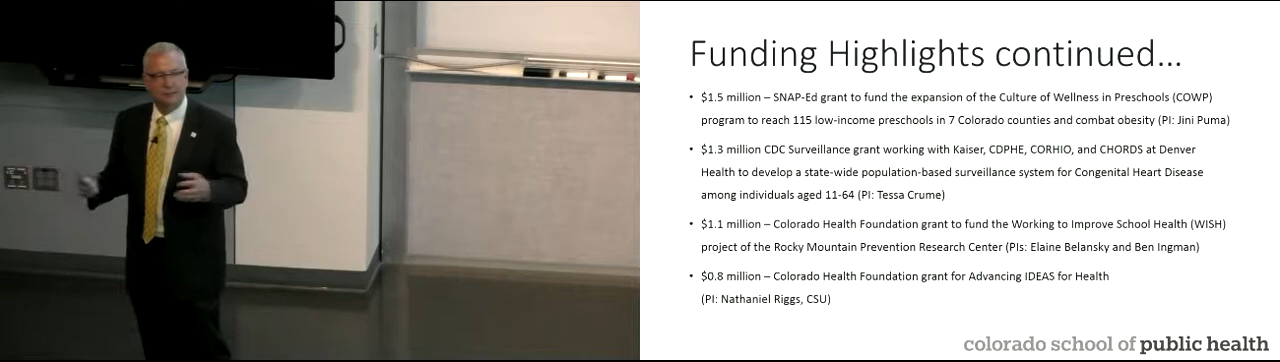 Funding Highlights continued...
• $1.5 million – SNAP-Ed grant to fund the expansion of the Culture of Wellness in Preschools (COWP)
program to reach 115 low-income preschools in 7 Colorado counties and combat obesity (PI: Jini Puma)
• $1.3 million CDC Surveillance grant working with Kaiser, CDPHE, CORHIO, and CHORDS at Denver
Health to develop a state-wide population-based surveillance system for Congenital Heart Disease
among individuals aged 11-64 (PI: Tessa Crume)
• $1.1 million – Colorado Health Foundation grant to fund the Working to Improve School Health (WISH)
project of the Rocky Mountain Prevention Research Center (PIs: Elaine Belansky and Ben Ingman)
• $0.8 million – Colorado Health Foundation grant for Advancing IDEAS for Health
(PI: Nathaniel Riggs, CSU)
colorado school of public health